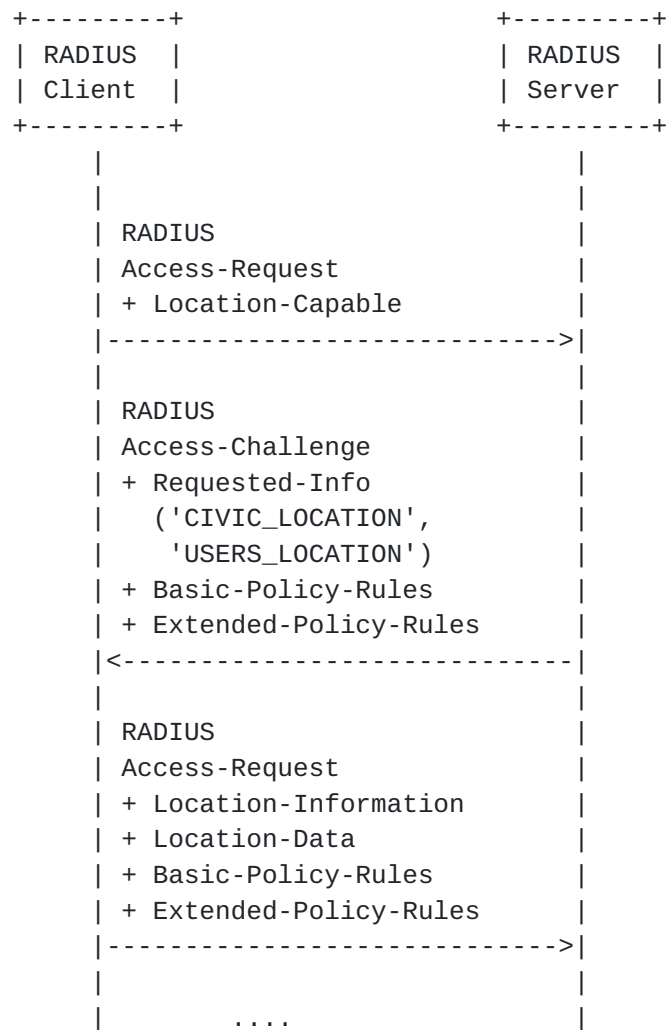 +---------+                    +---------+
| RADIUS  |                    | RADIUS  |
| Client  |                    | Server  |
+---------+                    +---------+
     |                              |
     |                              |
     | RADIUS                       |
     | Access-Request               |
     | + Location-Capable           |
     |----------------------------->|
     |                              |
     | RADIUS                       |
     | Access-Challenge             |
     | + Requested-Info             |
     |   ('CIVIC_LOCATION',         |
     |    'USERS_LOCATION')         |
     | + Basic-Policy-Rules         |
     | + Extended-Policy-Rules      |
     |<-----------------------------|
     |                              |
     | RADIUS                       |
     | Access-Request               |
     | + Location-Information       |
     | + Location-Data              |
     | + Basic-Policy-Rules         |
     | + Extended-Policy-Rules      |
     |----------------------------->|
     |                              |
     |        ....                  |